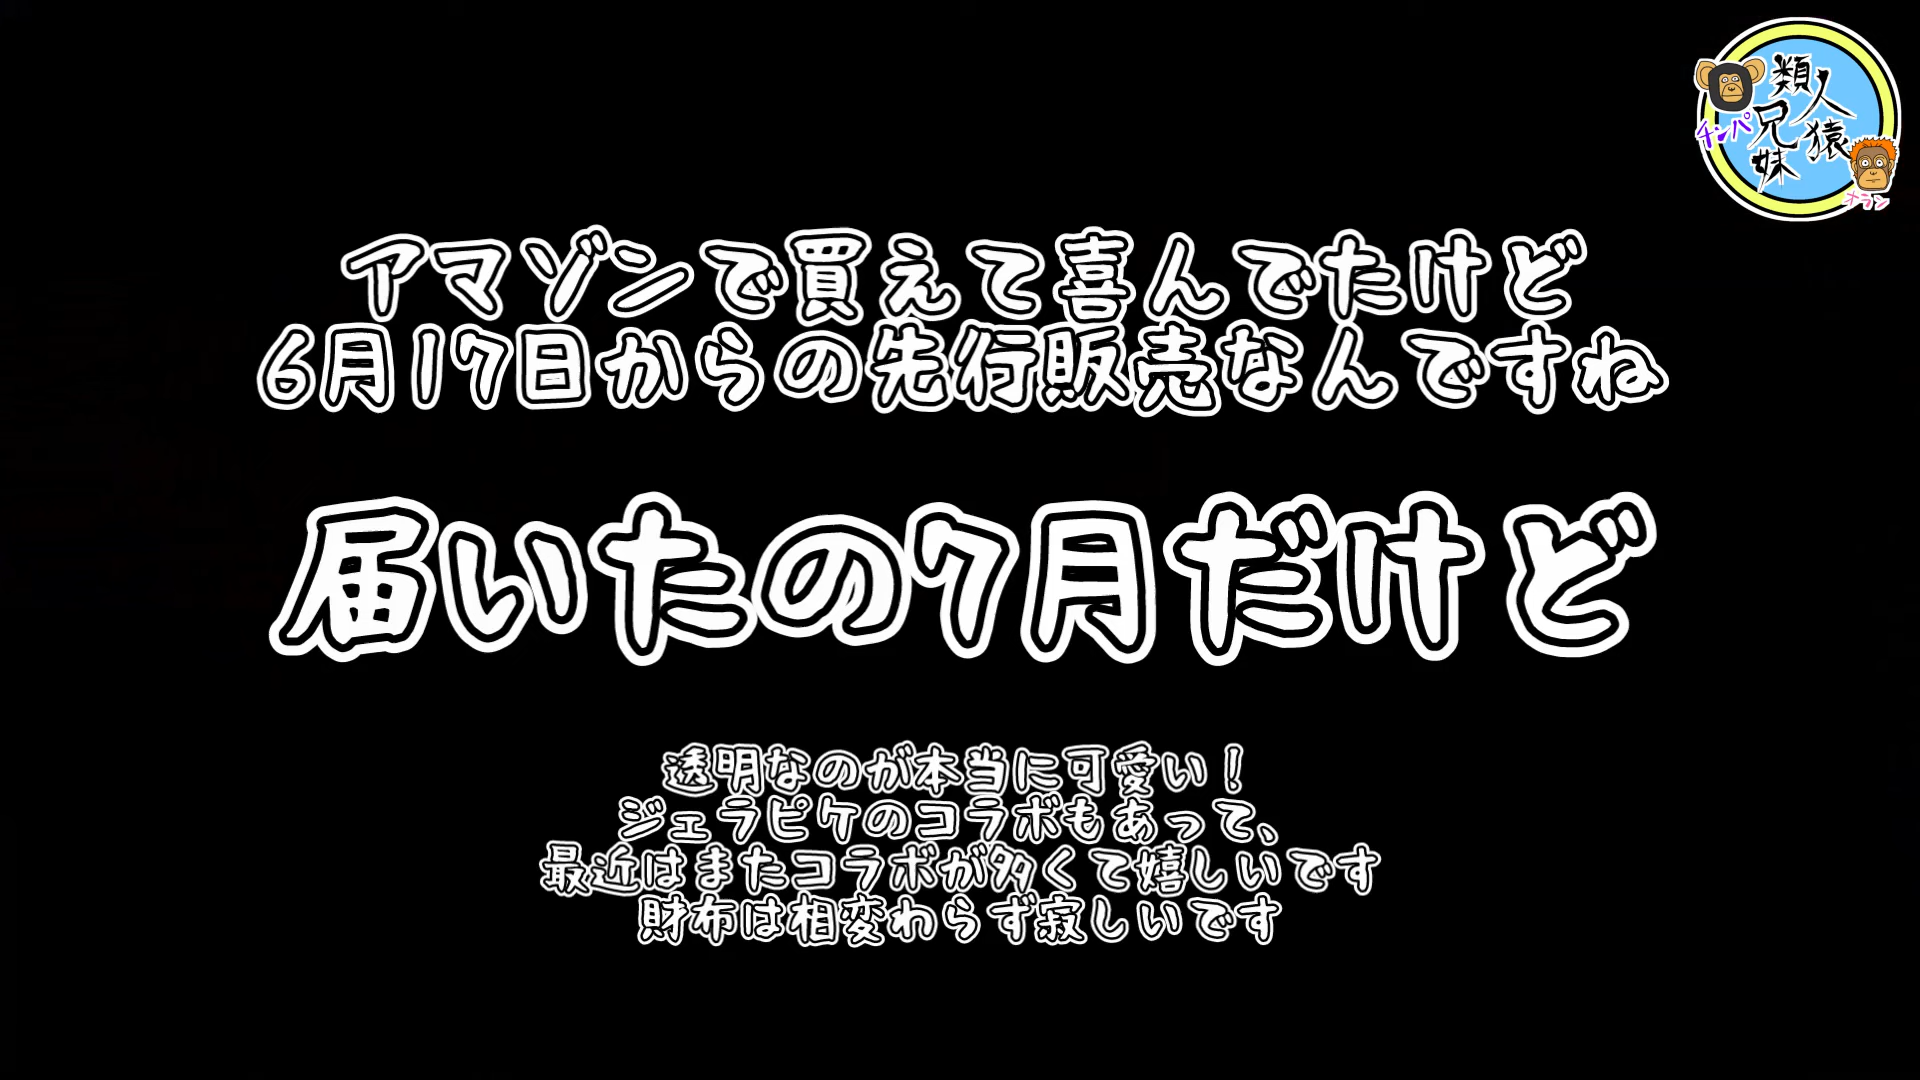 類人猿
兄妹
チンパ
オラン
アマゾンで買えて喜んでたけど
6月17日からの先行販売なんですね
届いたの7月だけど
透明なのが本当に可愛い!
ジェラピケのコラボもあって、
最近はまたコラボが多くて嬉しいです
財布は相変わらず寂しいです